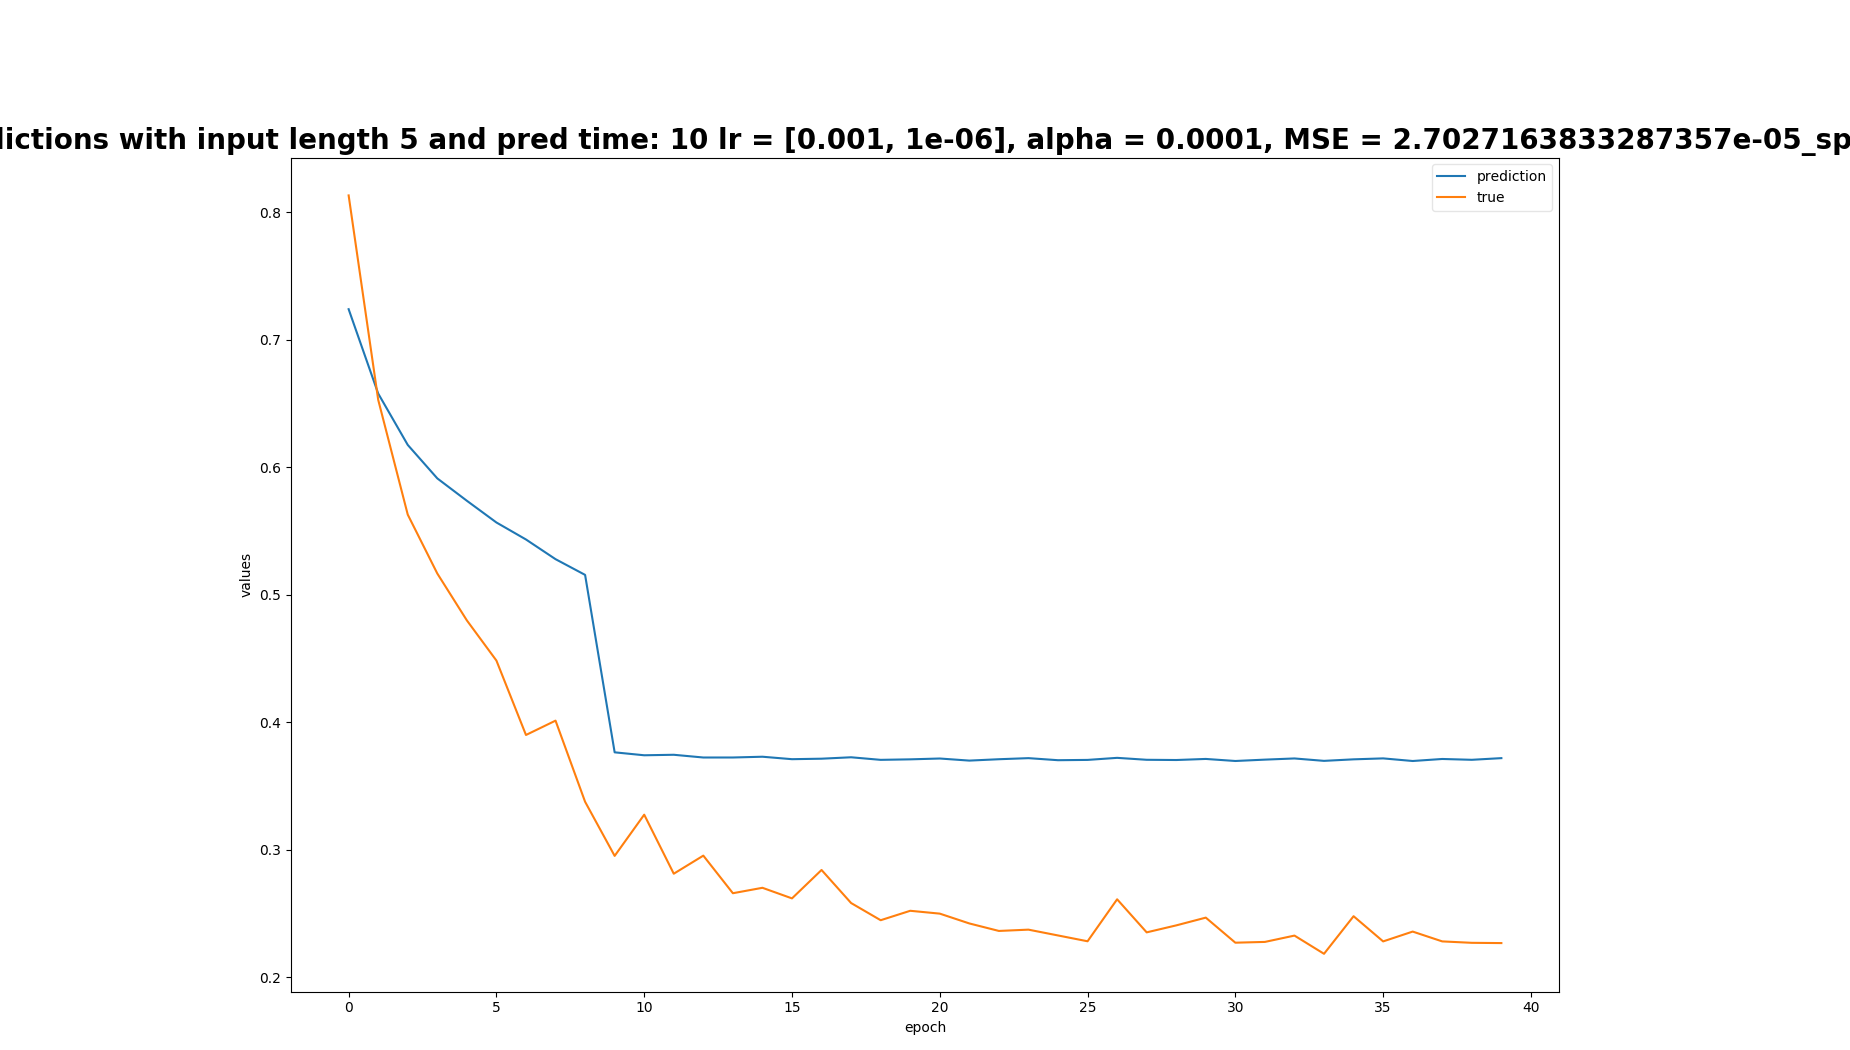 dictions with input length 5 and pred time: 10 lr = [0.001, 1e-06], alpha = 0.0001, MSE = 2.7027163833287357e-05_sp
prediction
true
0.8
0.7
0.6
0.5
0.4
0.3
0.2
values
0 5 10 15 20 25 30 35 40
epoch